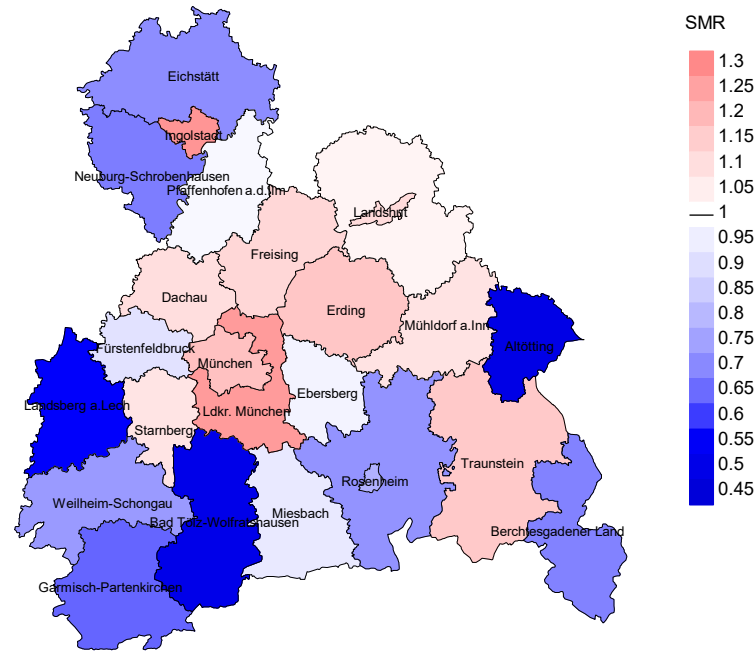 SMR
1.3
1.25
1.2
1.15
1.1
1.05
1
0.95
0.9
0.85
0.8
0.75
0.7
0.65
0.6
0.55
0.5
0.45
Eichstätt
Ingolstadt
Neuburg-Schrobenhausen
Pfaffenhofen a.d.Ilm
Landshut
Freising
Dachau
Erding
Mühldorf a.Inn
Altötting
Fürstenfeldbruck
München
Ebersberg
Landsberg a.Lech
Ldkr. München
Starnberg
Traunstein
Rosenheim
Weilheim-Schongau
Miesbach
Bad Tölz-Wolfratshausen
Berchtesgadener Land
Garmisch-Partenkirchen